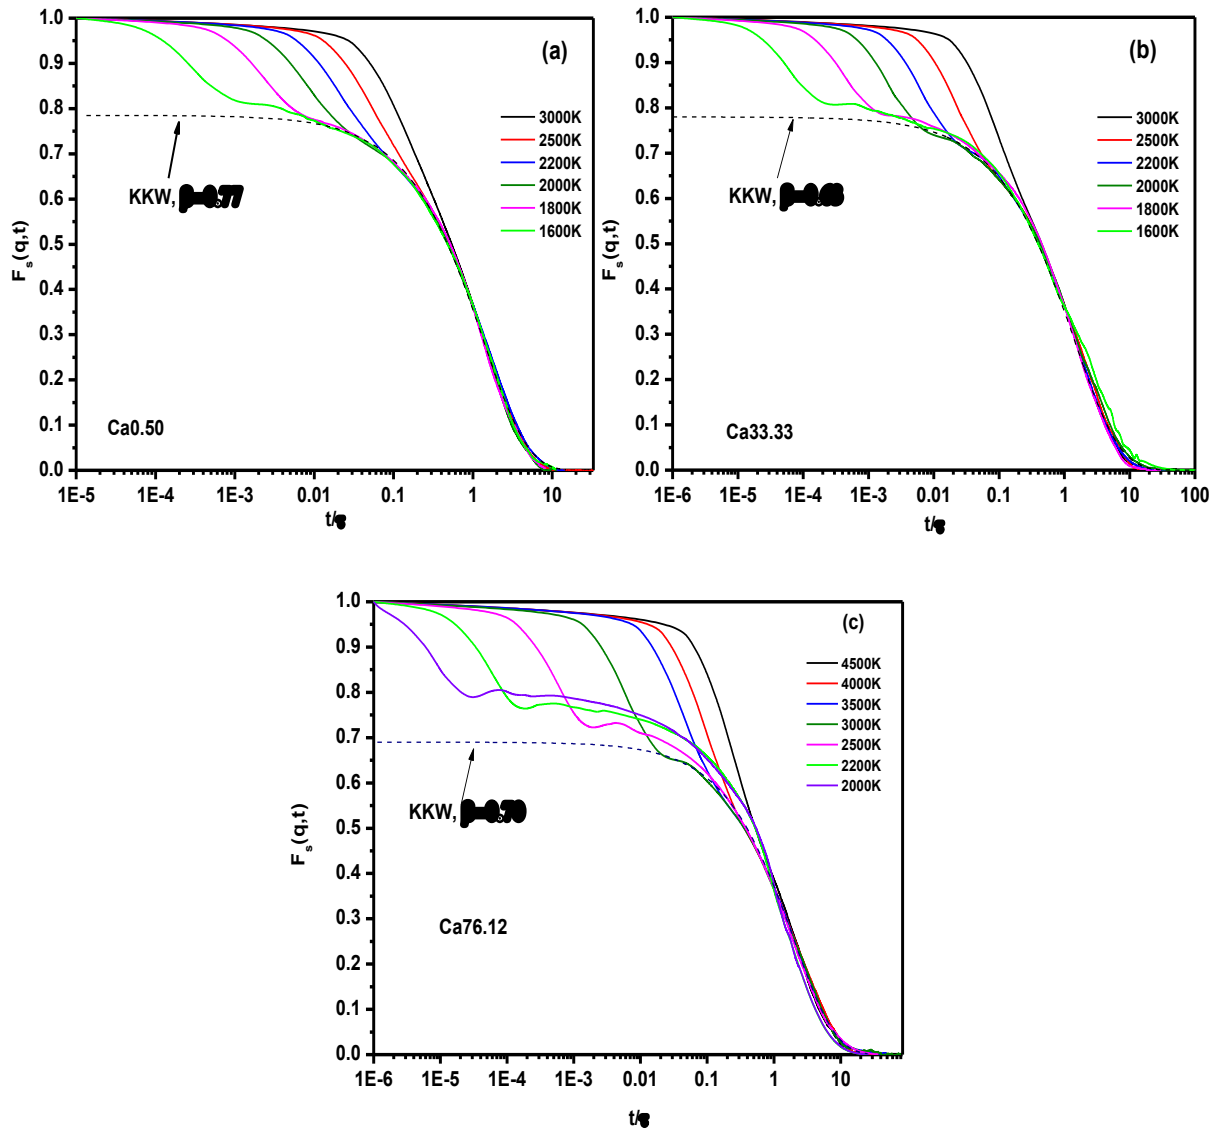 (a)
1.0
0.9
0.8
0.7
0.6
0.5
0.4
0.3
0.2
0.1
0.0
F_s(q,t)
3000K
2500K
2200K
2000K
1800K
1600K
KKW, β=0.77
Ca0.50
1E-5 1E-4 1E-3 0.01 0.1 1 10
t/
(b)
1.0
0.9
0.8
0.7
0.6
0.5
0.4
0.3
0.2
0.1
0.0
F_s(q,t)
3000K
2500K
2200K
2000K
1800K
1600K
KKW,
Ca33.33
1E-6 1E-5 1E-4 1E-3 0.01 0.1 1 10 100
t/
(c)
1.0
0.9
0.8
0.7
0.6
0.5
0.4
0.3
0.2
0.1
0.0
F_s(q,t)
4500K
4000K
3500K
3000K
2500K
2200K
2000K
KKW, β=0.70
Ca76.12
1E-6 1E-5 1E-4 1E-3 0.01 0.1 1 10
t/